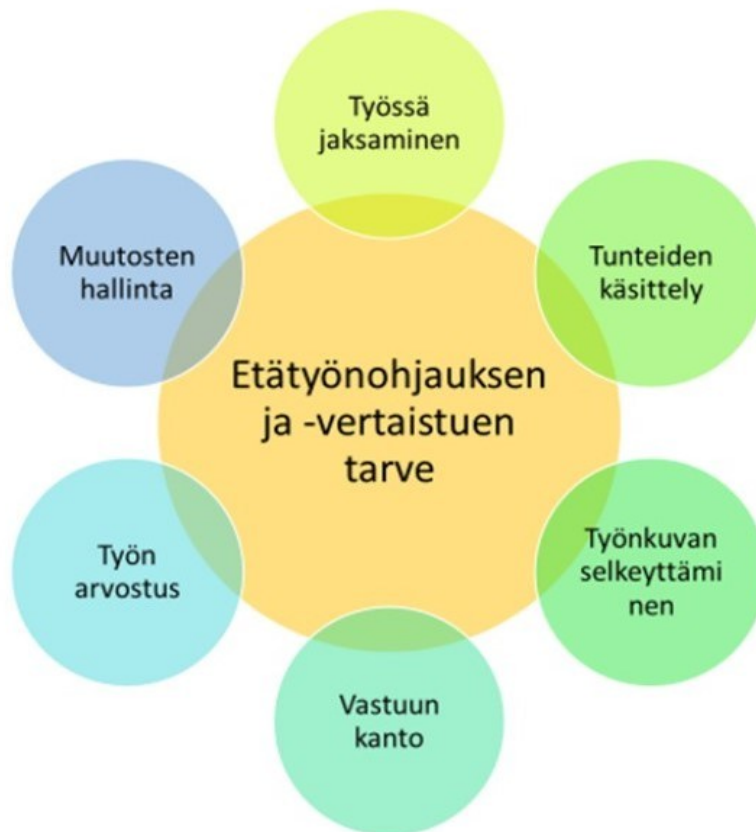 Työssä
jaksaminen
Tunteiden
käsittely
Työnkuvan
selkeyttämi
nen
Vastuun
kanto
Työn
arvostus
Muutosten
hallinta
Etätyönohjauksen
ja -vertaistuen
tarve